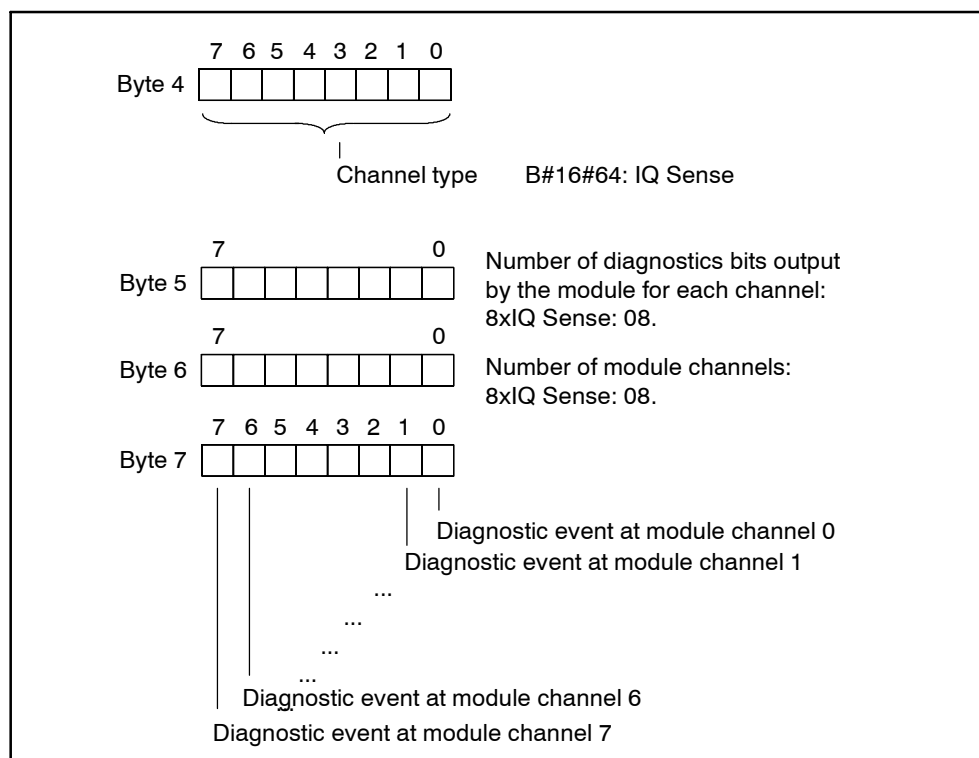 7 6 5 4 3 2 1 0
Byte 4
Channel type B#16#64: IQ Sense
7 0
Byte 5
Number of diagnostics bits output
by the module for each channel:
8xIQ Sense: 08.
7 0
Byte 6
Number of module channels:
8xIQ Sense: 08.
7 6 5 4 3 2 1 0
Byte 7
Diagnostic event at module channel 0
Diagnostic event at module channel 1
...
...
...
...
Diagnostic event at module channel 6
...
Diagnostic event at module channel 7